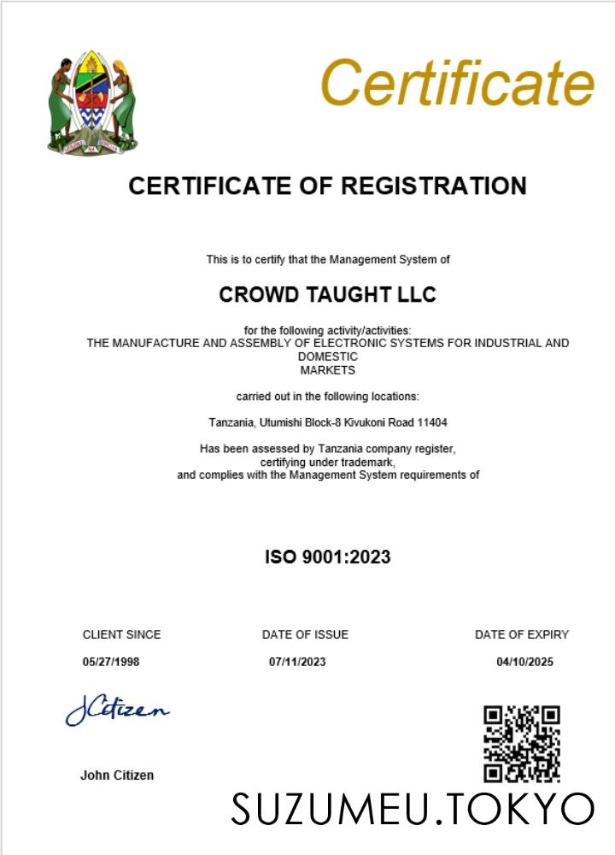 Certificate
CERTIFICATE OF REGISTRATION
This is to certify that the Management System of
CROWD TAUGHT LLC
for the following activity/activities:
THE MANUFACTURE AND ASSEMBLY OF ELECTRONIC SYSTEMS FOR INDUSTRIAL AND
DOMESTIC
MARKETS
carried out in the following locations:
Tanzania, Utumishi Block-8 Kivukoni Road 11404
Has been assessed by Tanzania company register,
certifying under trademark,
and complies with the Management System requirements of
ISO 9001:2023
CLIENT SINCE DATE OF ISSUE DATE OF EXPIRY
05/27/1998 07/11/2023 04/10/2025
JCitizen
John Citizen
SUZUMEU.TOKYO